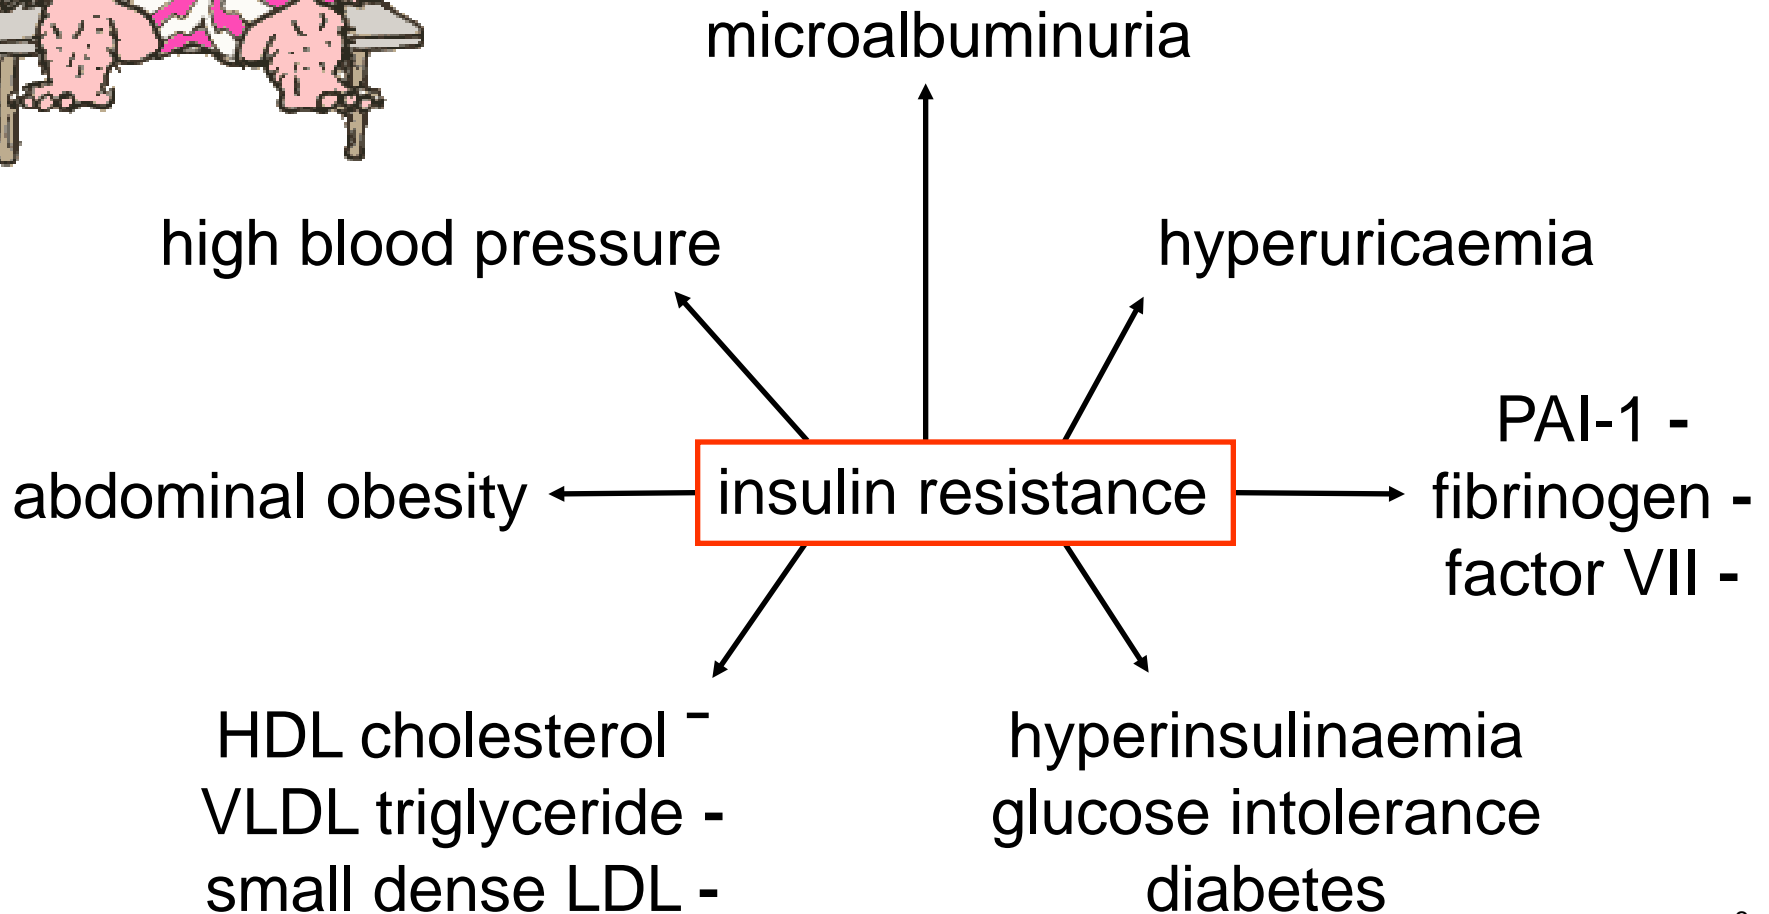 microalbuminuria
high blood pressure
hyperuricaemia
abdominal obesity
insulin resistance
PAI-1 -
fibrinogen -
factor VII -
HDL cholesterol ¯
VLDL triglyceride -
small dense LDL -
hyperinsulinaemia
glucose intolerance
diabetes